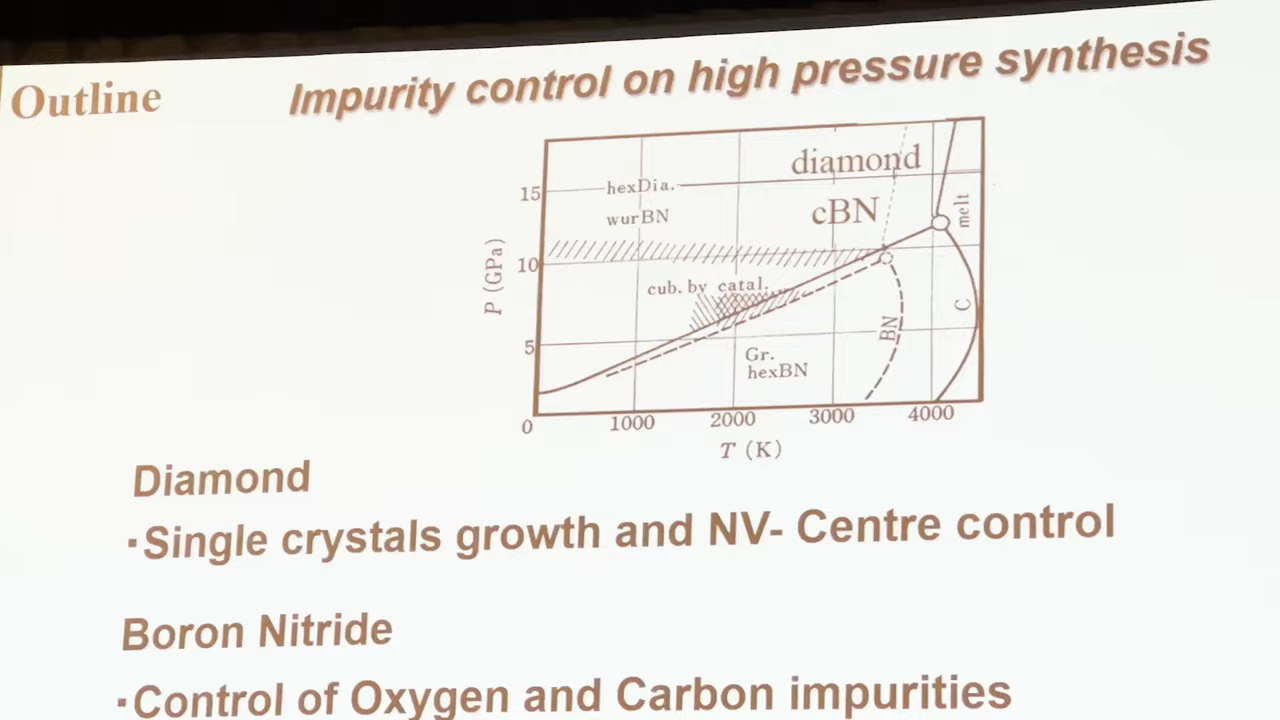 Outline
Impurity control on high pressure synthesis
diamond
15
hexDia.
cBN
wurBN
melt
P (GPa)
10
cub. by catal.
C
BN
5
Gr.
hexBN
0
1000
2000
3000
4000
T (K)
Diamond
・Single crystals growth and NV- Centre control
Boron Nitride
・Control of Oxygen and Carbon impurities